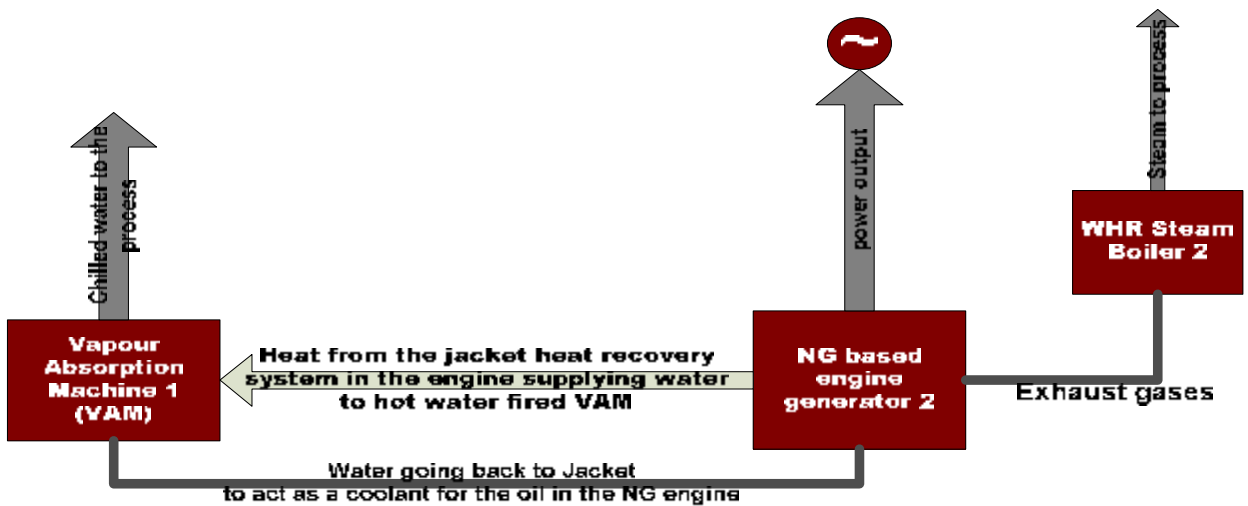 Chilled water to the
process
power output
Steam to process
WHR Steam
Boiler 2
Vapour
Absorption
Machine 1
(VAM)
Heat from the jacket heat recovery
system in the engine supplying water
to hot water fired VAM
NG based
engine
generator 2
Exhaust gases
Water going back to Jacket
to act as a coolant for the oil in the NG engine